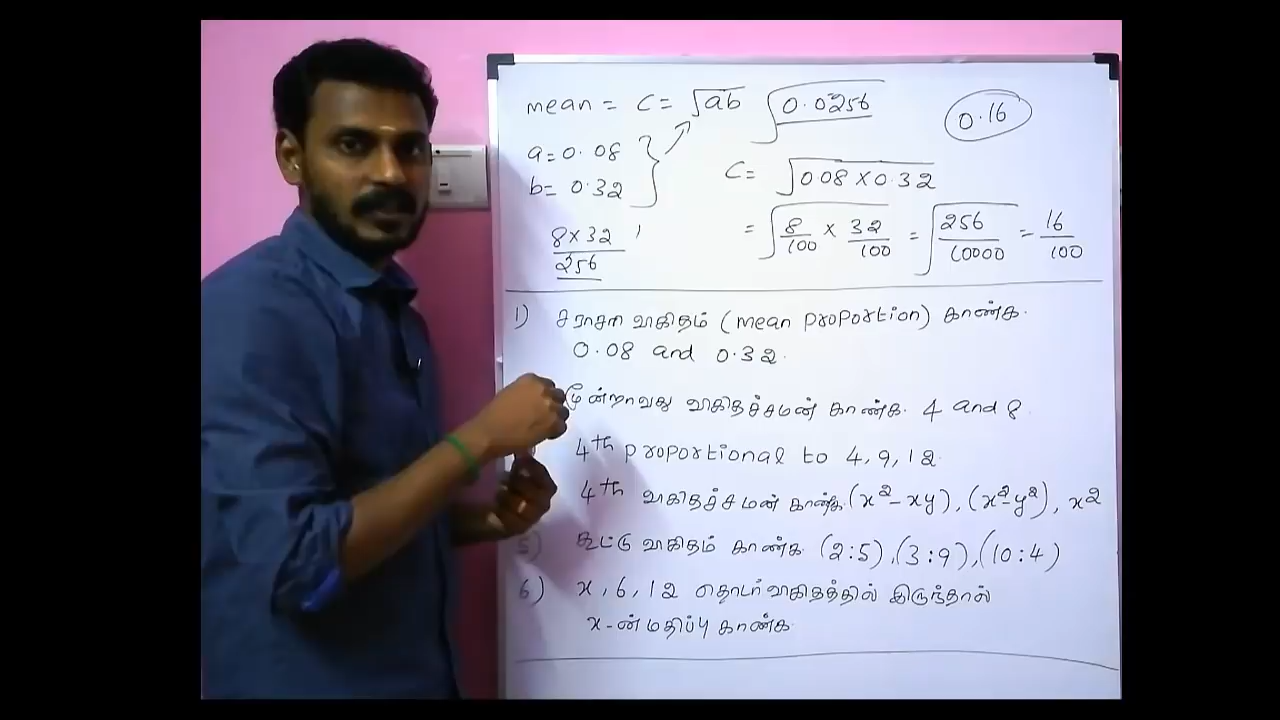 mean = C = √ab √0.0256
0.16
a = 0.08
b = 0.32
C = √0.08 × 0.32
8 × 32
256
= √8/100 × 32/100 = √256/10000 = 16/100
1) சராசரி விகிதம் (mean proportion) காண்க.
0.08 and 0.32.
மூன்றாவது விகிதச்சமன் காண்க. 4 and 8.
4th proportional to 4, 9, 12.
4th விகிதச்சமன் காண்க. (x²-xy), (x²-y²), x²
5) கூட்டு விகிதம் காண்க. (2:5), (3:9), (10:4)
6) x, 6, 12 தொடர் விகிதத்தில் இருந்தால்
x-ன் மதிப்பு காண்க.